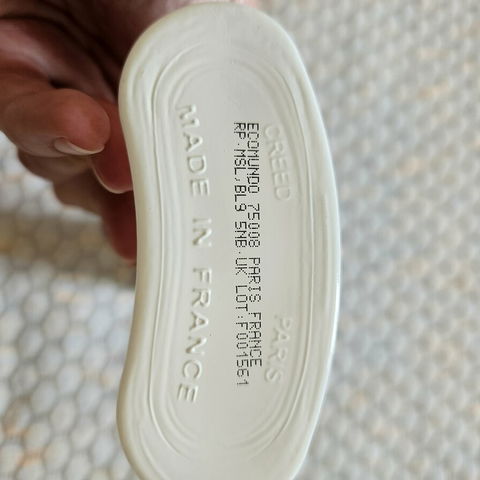 CREED PARIS
ECOMUNDO 75008 PARIS FRANCE
RP·MSL,BL9 5NB·UK LOT:F001561
MADE IN FRANCE